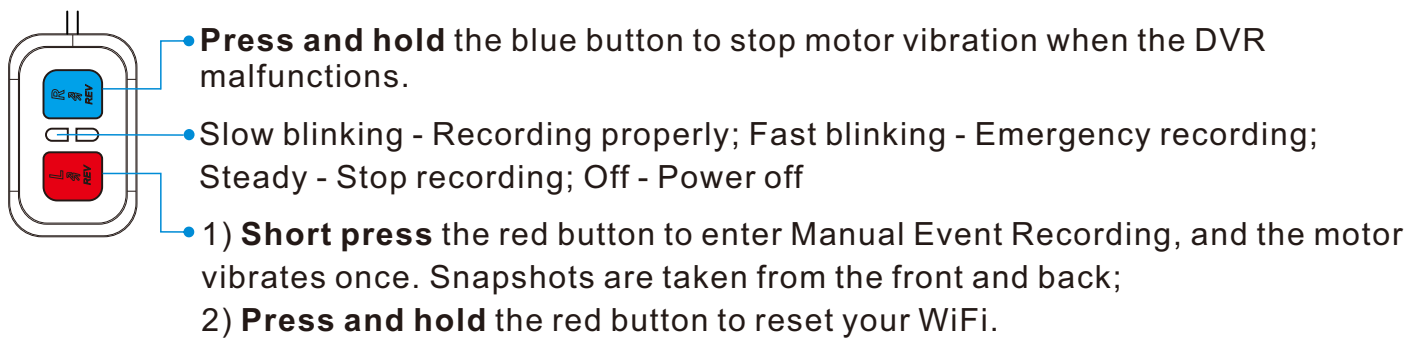 Press and hold the blue button to stop motor vibration when the DVR
malfunctions.
R
REV
Slow blinking - Recording properly; Fast blinking - Emergency recording;
Steady - Stop recording; Off - Power off
L
REV
1) Short press the red button to enter Manual Event Recording, and the motor
vibrates once. Snapshots are taken from the front and back;
2) Press and hold the red button to reset your WiFi.